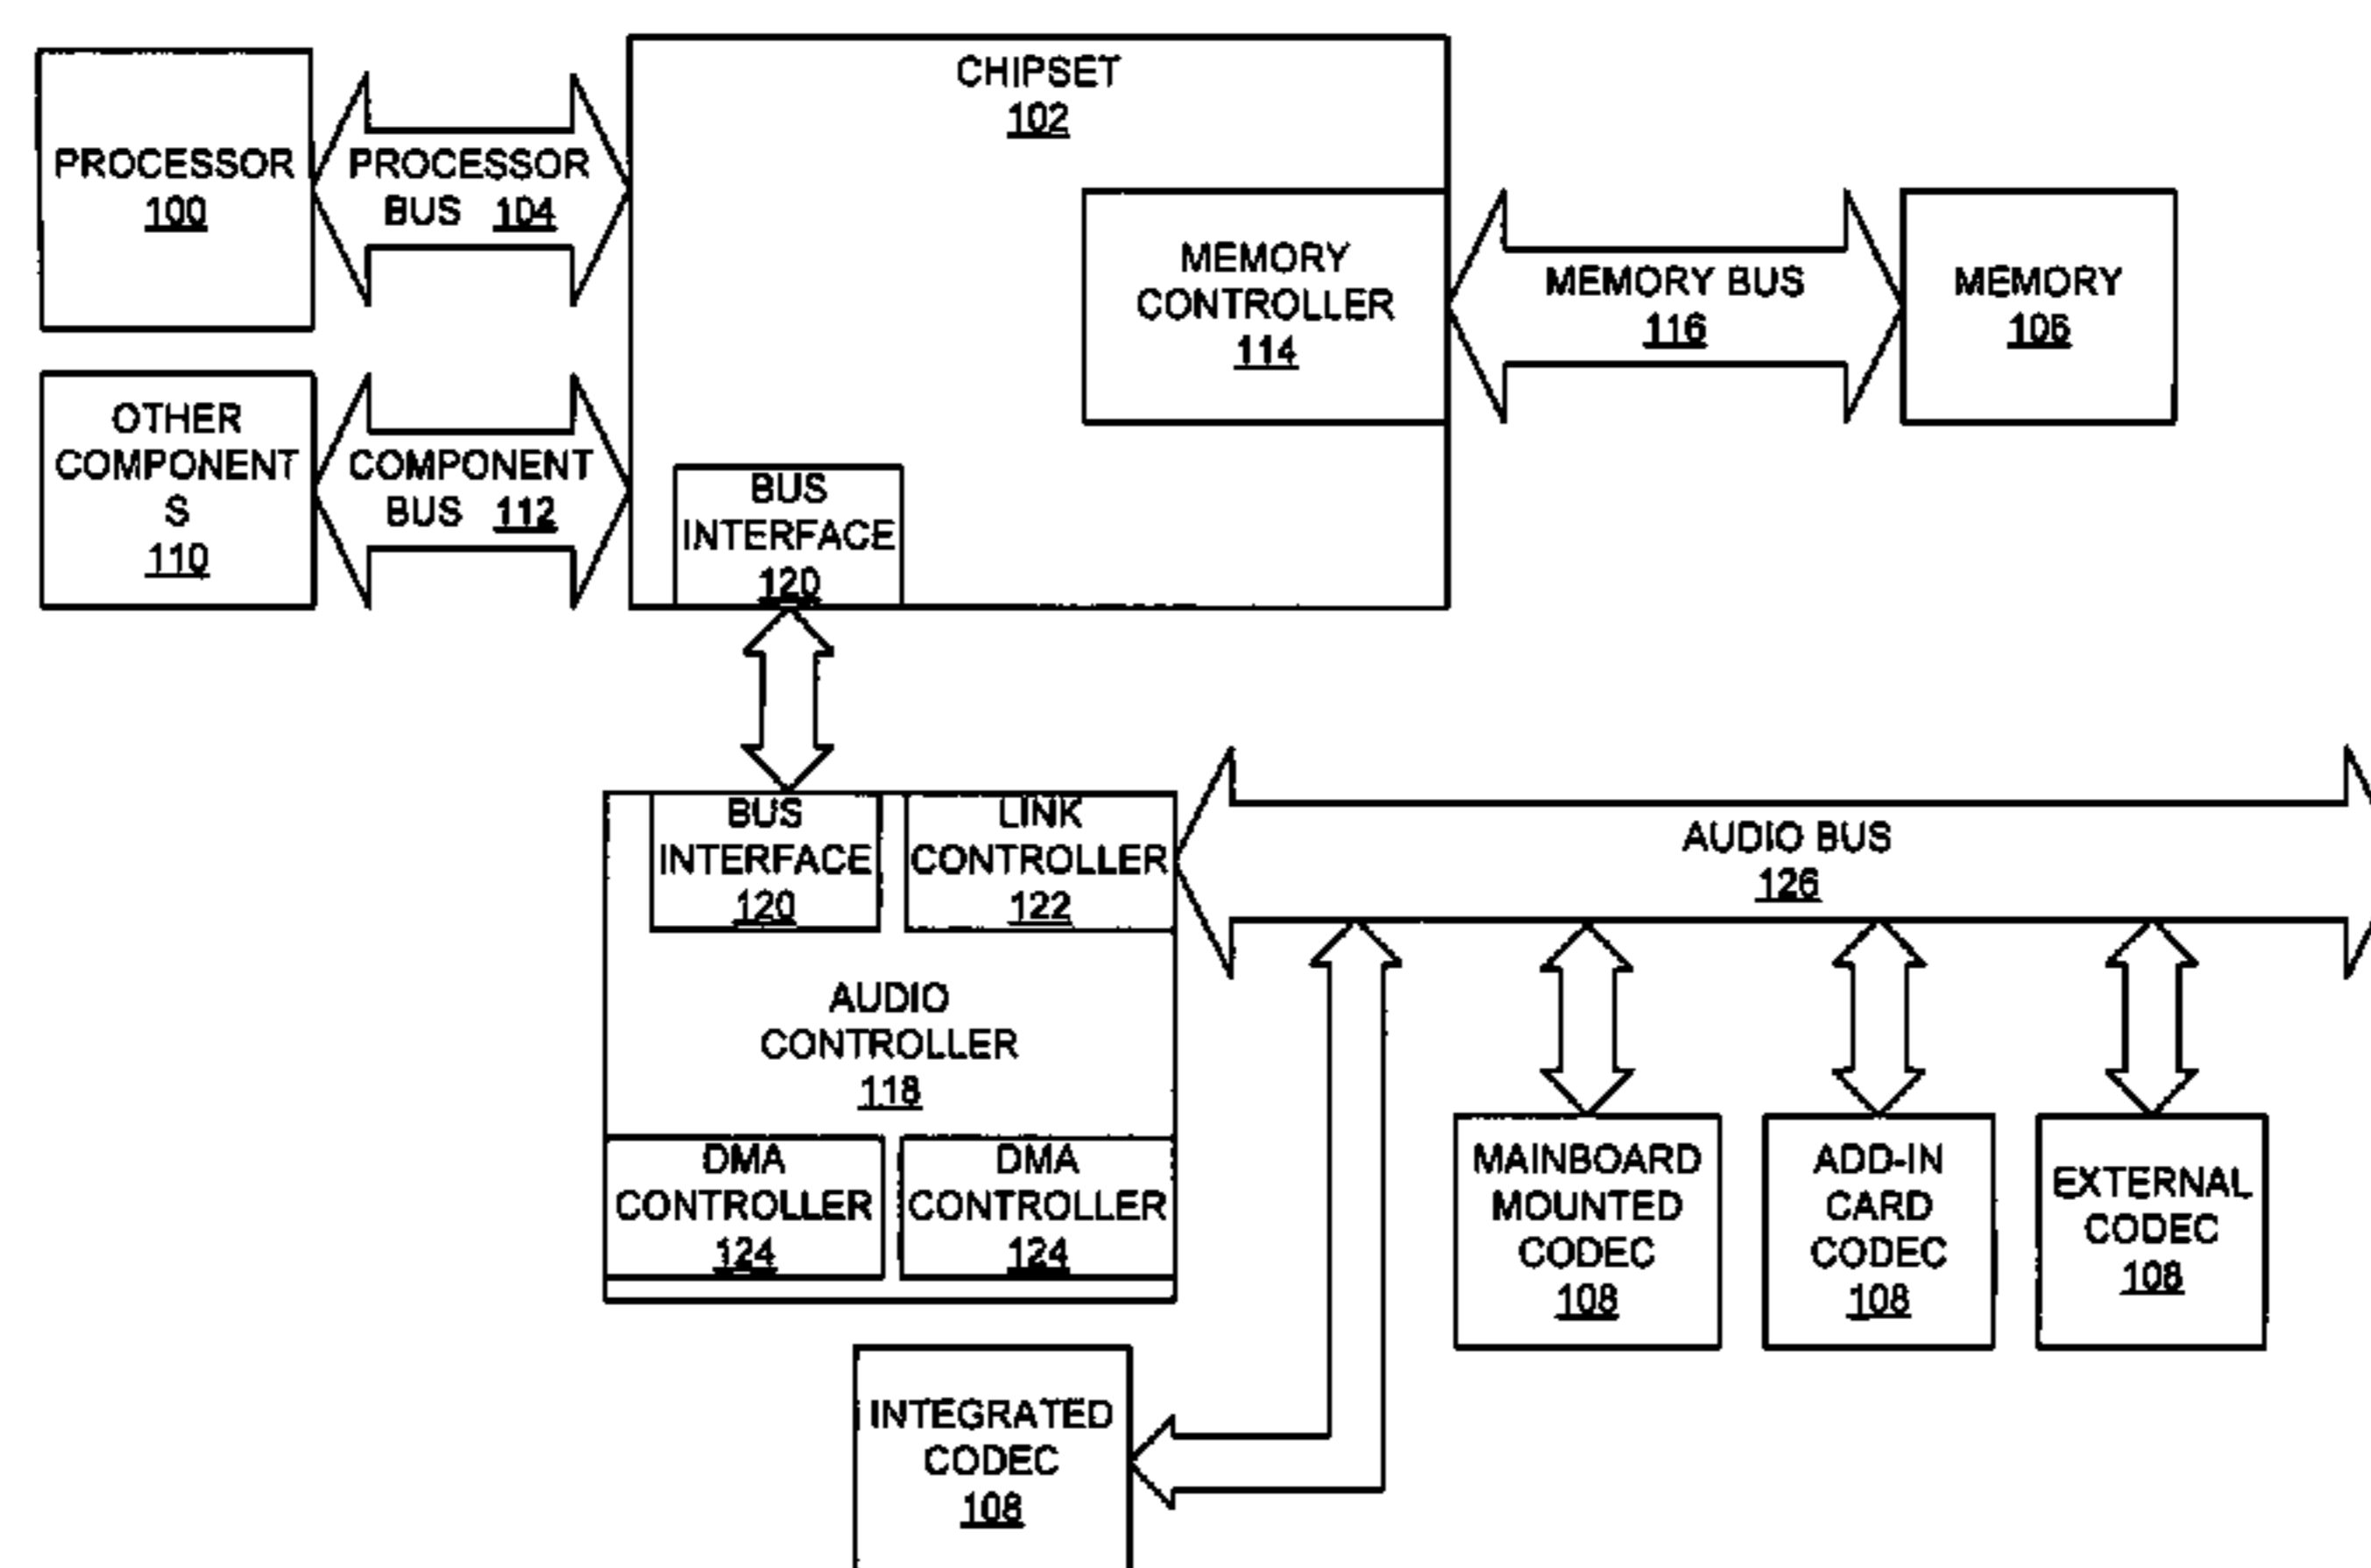 CHIPSET
102
PROCESSOR
100
PROCESSOR
BUS 104
MEMORY
CONTROLLER
114
MEMORY BUS
116
MEMORY
106
OTHER
COMPONENT
S
110
COMPONENT
BUS 112
BUS
INTERFACE
120
BUS
INTERFACE
120
LINK
CONTROLLER
122
AUDIO BUS
126
AUDIO
CONTROLLER
118
DMA
CONTROLLER
124
DMA
CONTROLLER
124
MAINBOARD
MOUNTED
CODEC
108
ADD-IN
CARD
CODEC
108
EXTERNAL
CODEC
108
INTEGRATED
CODEC
108